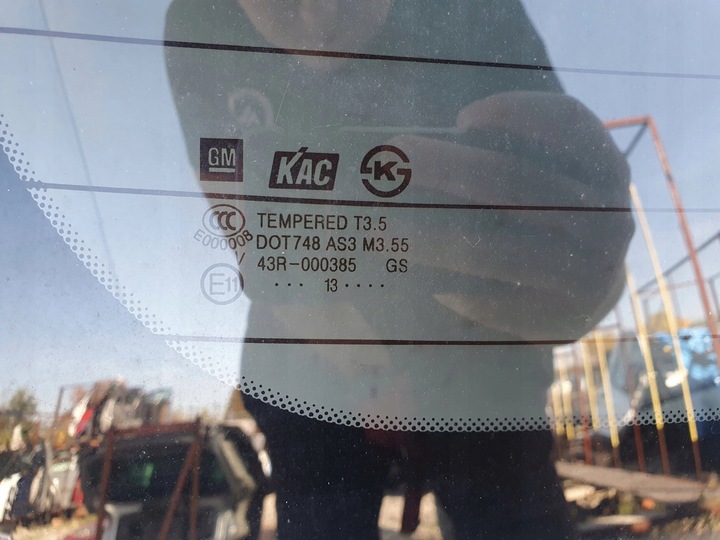 GM KAC K
CCC TEMPERED T3.5
E000008 DOT748 AS3 M3.55
43R-000385 GS
E11 ··· 13 ····